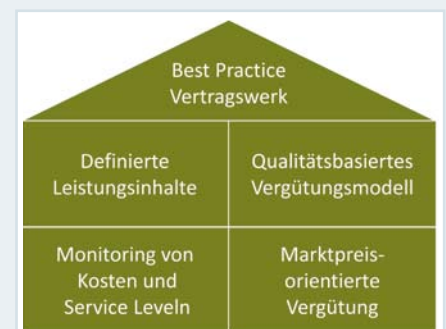 Best Practice
Vertragswerk
Definierte
Leistungsinhalte
Qualitätsbasiertes
Vergütungsmodell
Monitoring von
Kosten und
Service Leveln
Marktpreis-
orientierte
Vergütung